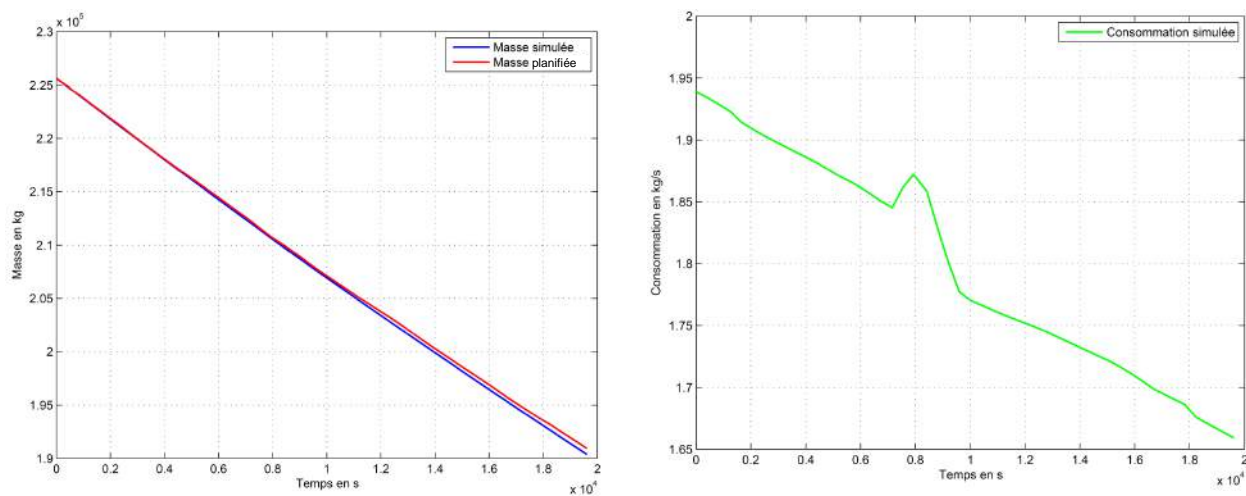 x 10^5
2.3
2.25
2.2
2.15
2.1
2.05
2
1.95
1.9
Masse en kg
Masse simulée
Masse planifiée
0 0.2 0.4 0.6 0.8 1 1.2 1.4 1.6 1.8 2
Temps en s
x 10^4
2
1.95
1.9
1.85
1.8
1.75
1.7
1.65
Consommation en kg/s
Consommation simulée
0 0.2 0.4 0.6 0.8 1 1.2 1.4 1.6 1.8 2
Temps en s
x 10^4